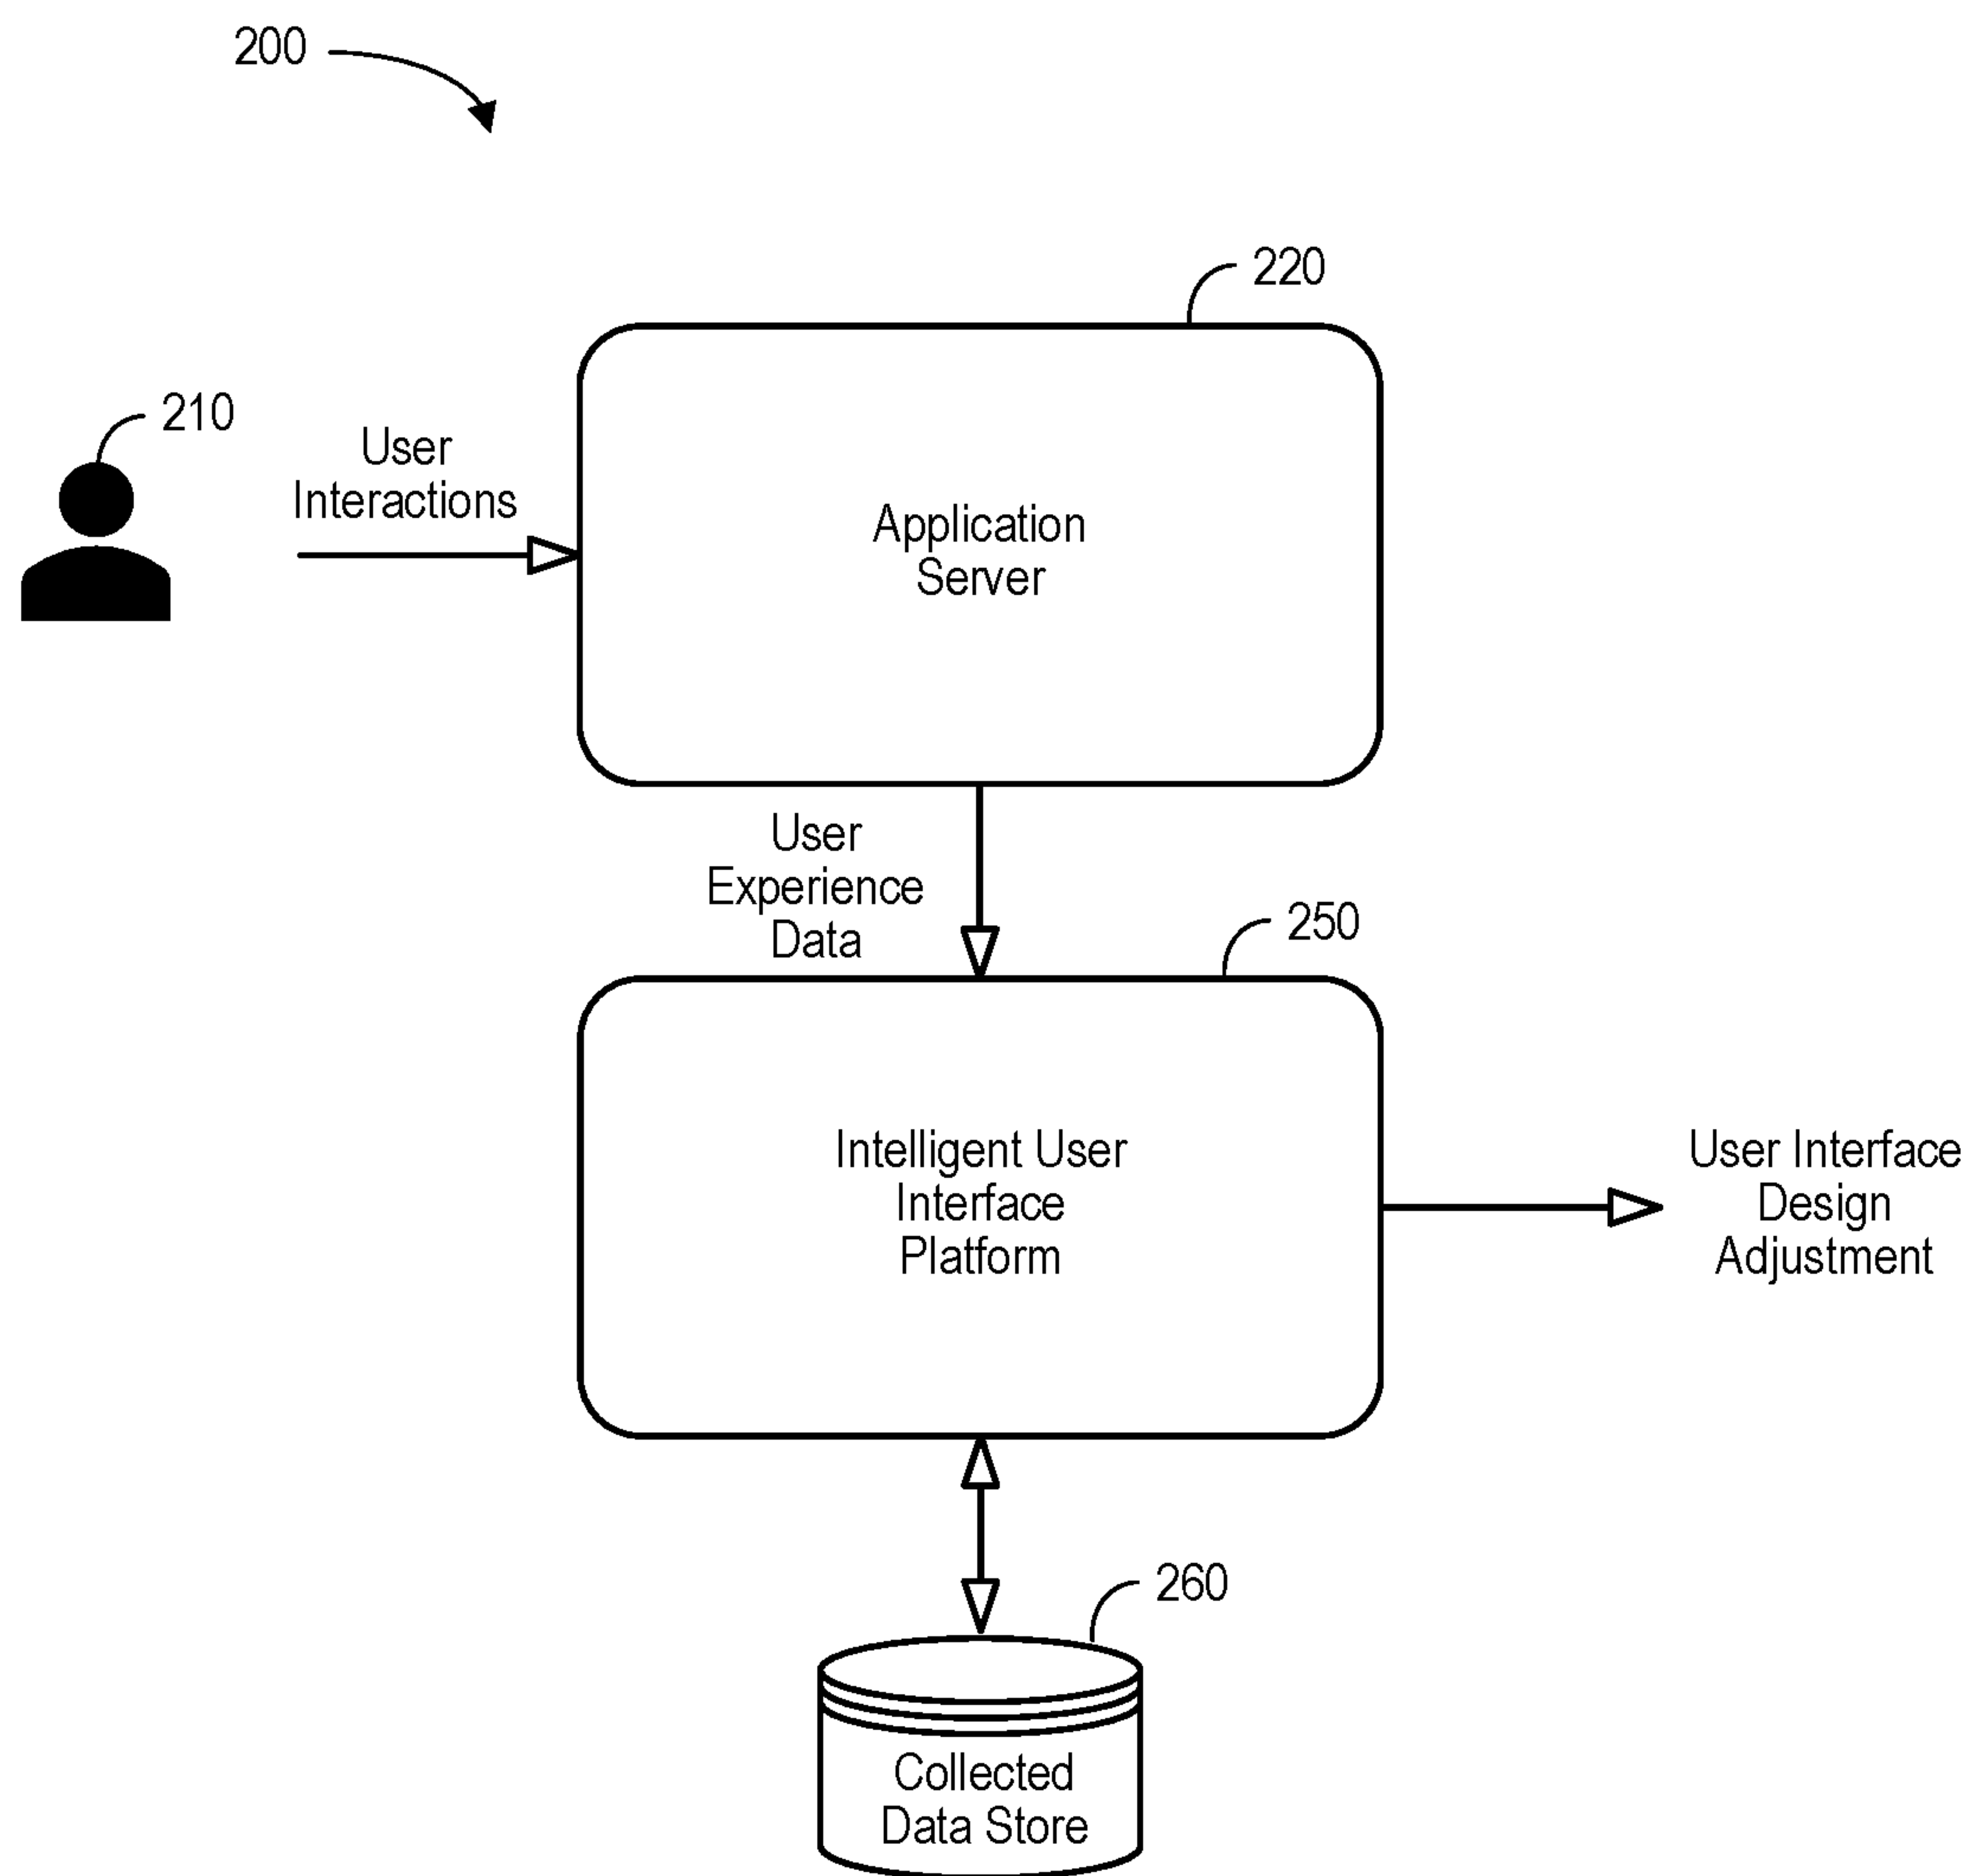 200
220
210
User
Interactions
Application
Server
User
Experience
Data
250
Intelligent User
Interface
Platform
User Interface
Design
Adjustment
260
Collected
Data Store